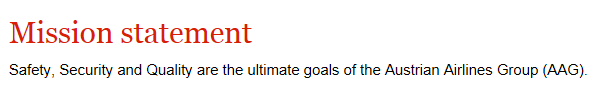 Mission statement
Safety, Security and Quality are the ultimate goals of the Austrian Airlines Group (AAG).